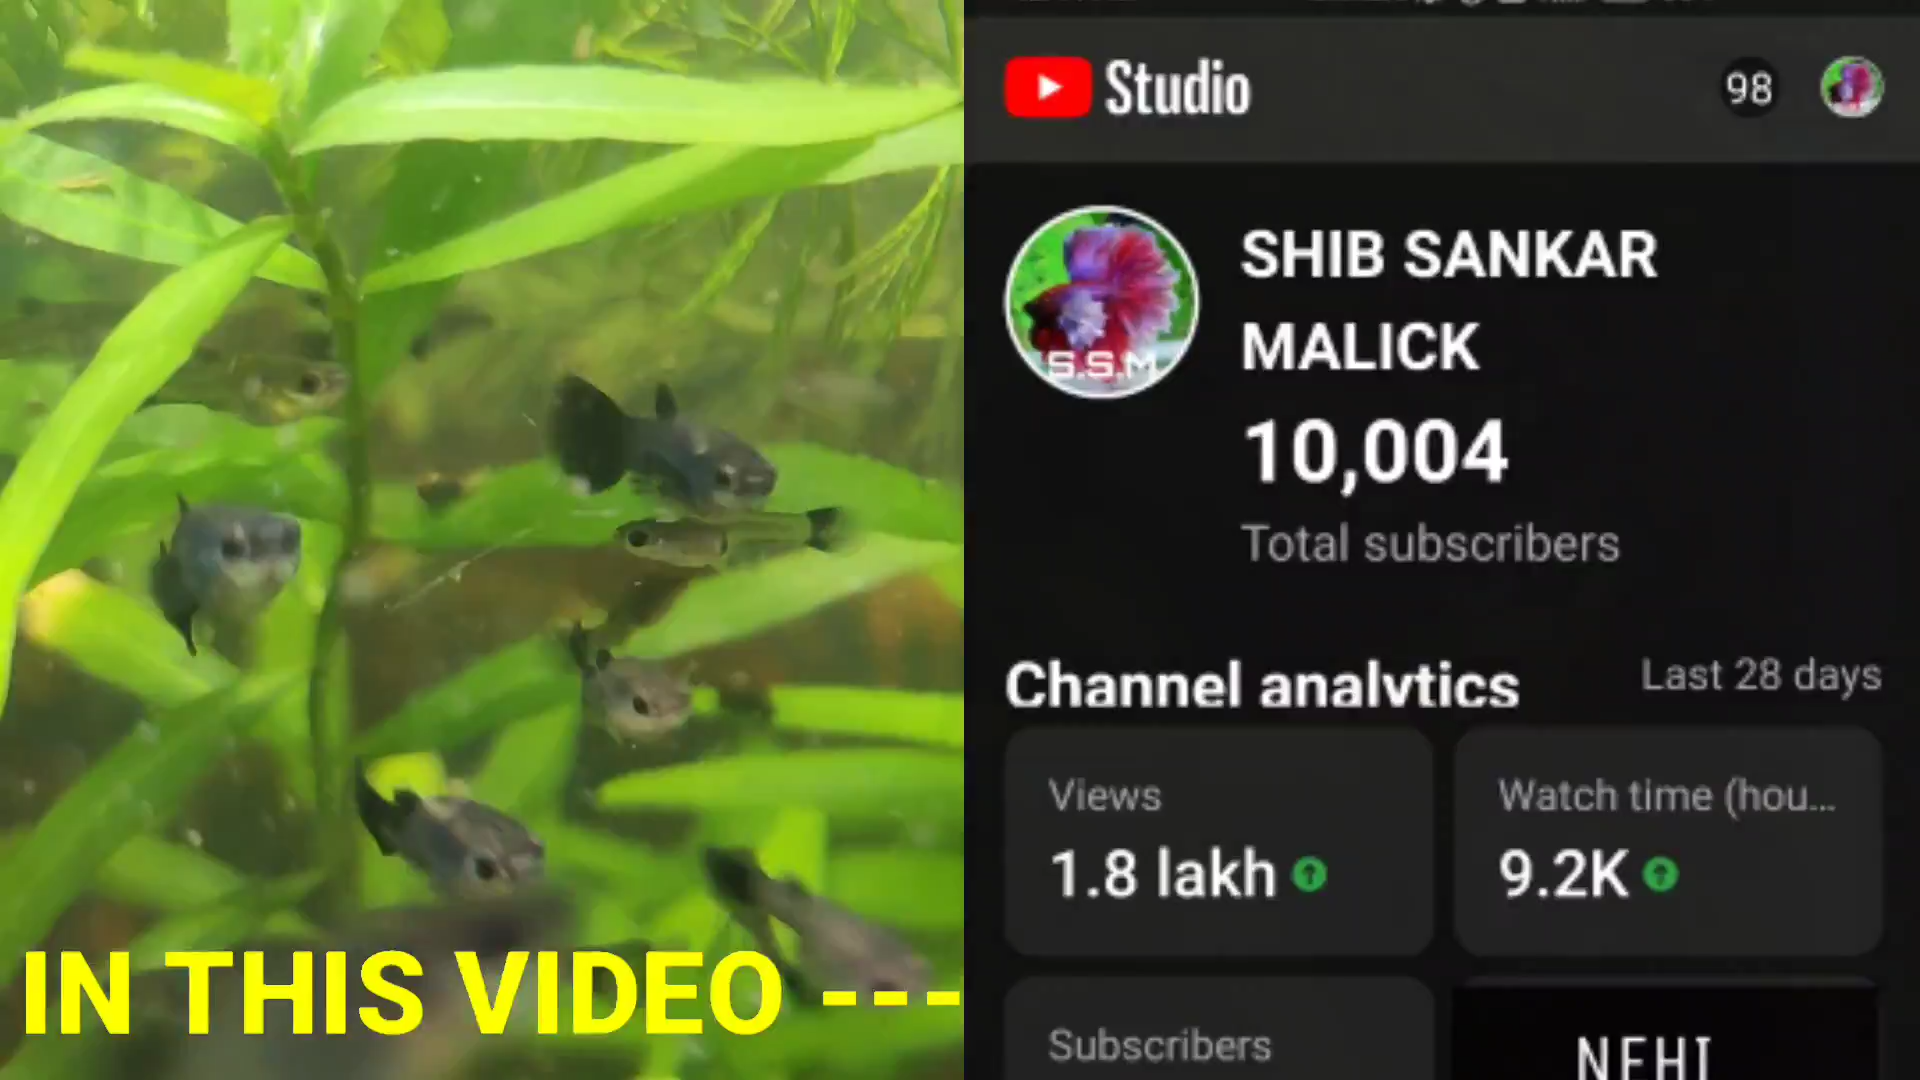 IN THIS VIDEO ---
Studio
98
S.S.M
SHIB SANKAR
MALICK
10,004
Total subscribers
Channel analytics
Last 28 days
Views
1.8 lakh
Watch time (hou...
9.2K
Subscribers
NEHI